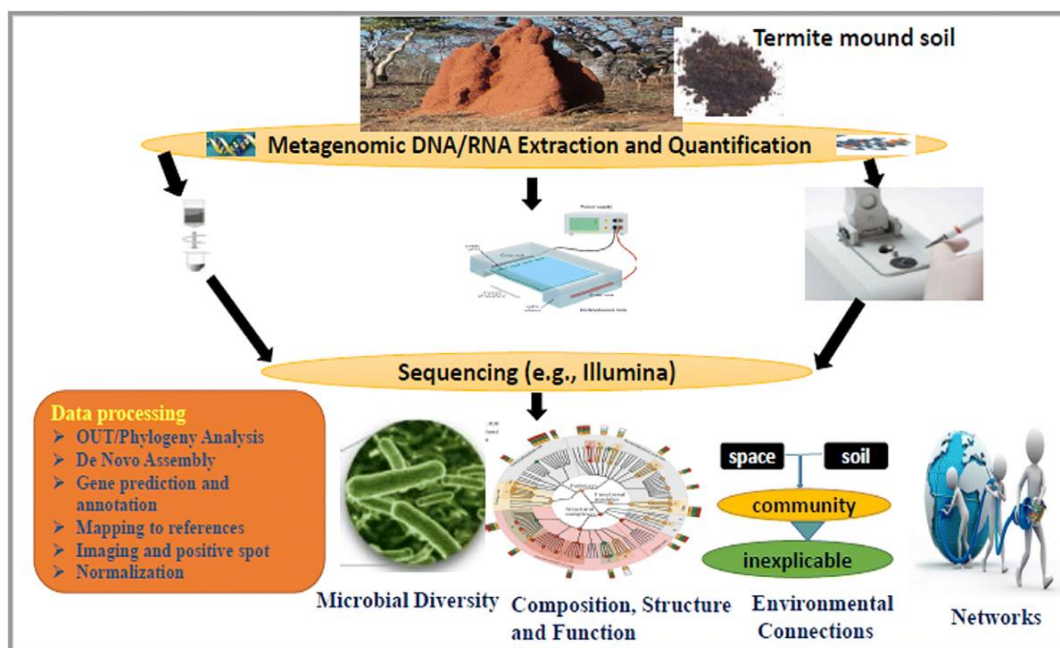 Termite mound soil
Metagenomic DNA/RNA Extraction and Quantification
Sequencing (e.g., Illumina)
Data processing
➤ OUT/Phylogeny Analysis
➤ De Novo Assembly
➤ Gene prediction and
annotation
➤ Mapping to references
➤ Imaging and positive spot
➤ Normalization
space
soil
community
inexplicable
Microbial Diversity
Composition, Structure
and Function
Environmental
Connections
Networks